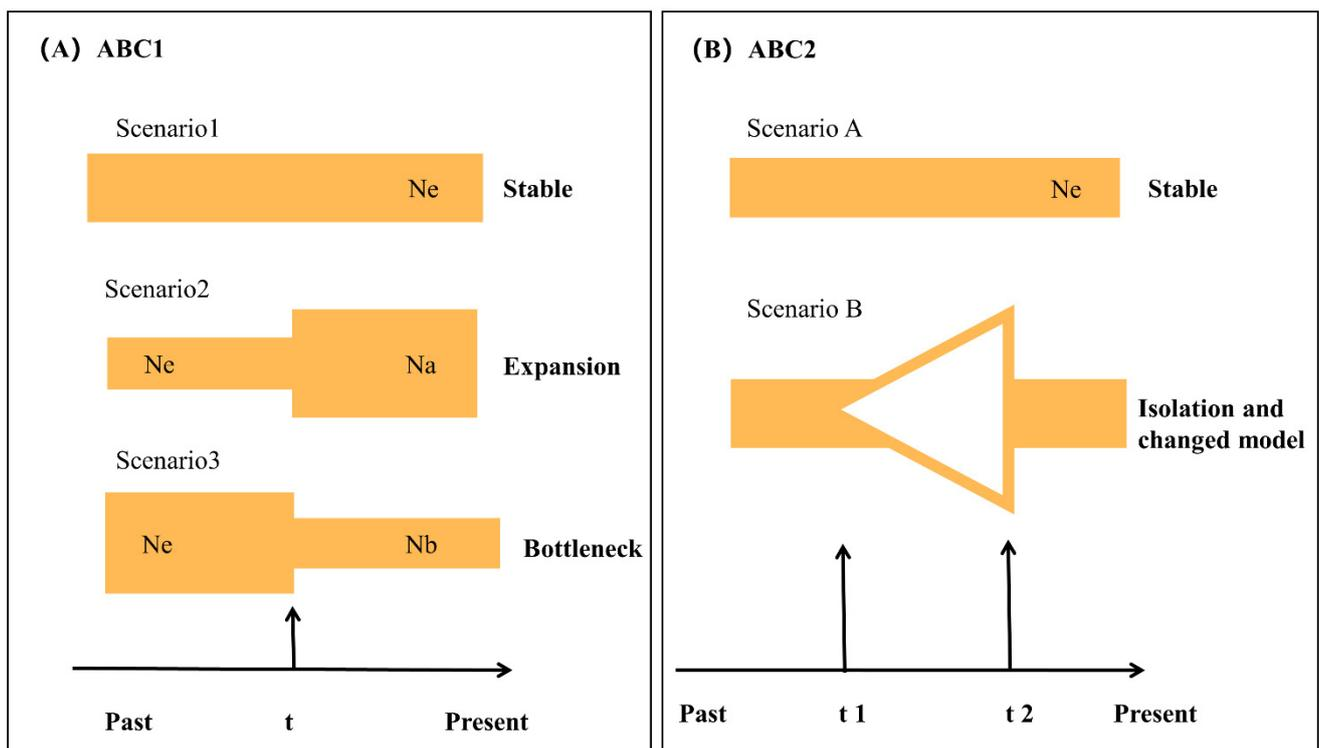 (A) ABC1
Scenario1
Ne
Stable
Scenario2
Ne
Na
Expansion
Scenario3
Ne
Nb
Bottleneck
Past
t
Present
(B) ABC2
Scenario A
Ne
Stable
Scenario B
Isolation and
changed model
Past
t 1
t 2
Present